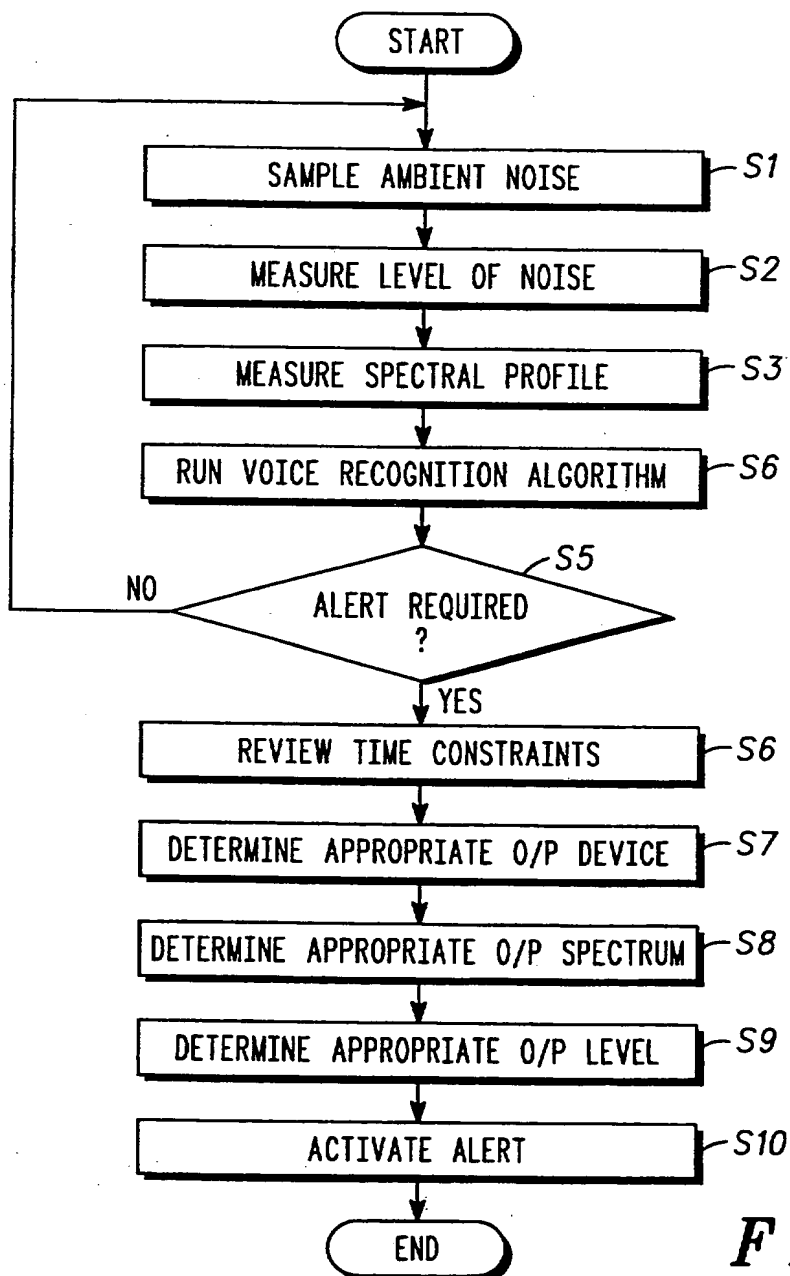 START
SAMPLE AMBIENT NOISE S1
MEASURE LEVEL OF NOISE S2
MEASURE SPECTRAL PROFILE S3
RUN VOICE RECOGNITION ALGORITHM S6
S5
NO
ALERT REQUIRED
?
YES
REVIEW TIME CONSTRAINTS S6
DETERMINE APPROPRIATE O/P DEVICE S7
DETERMINE APPROPRIATE O/P SPECTRUM S8
DETERMINE APPROPRIATE O/P LEVEL S9
ACTIVATE ALERT S10
END
F